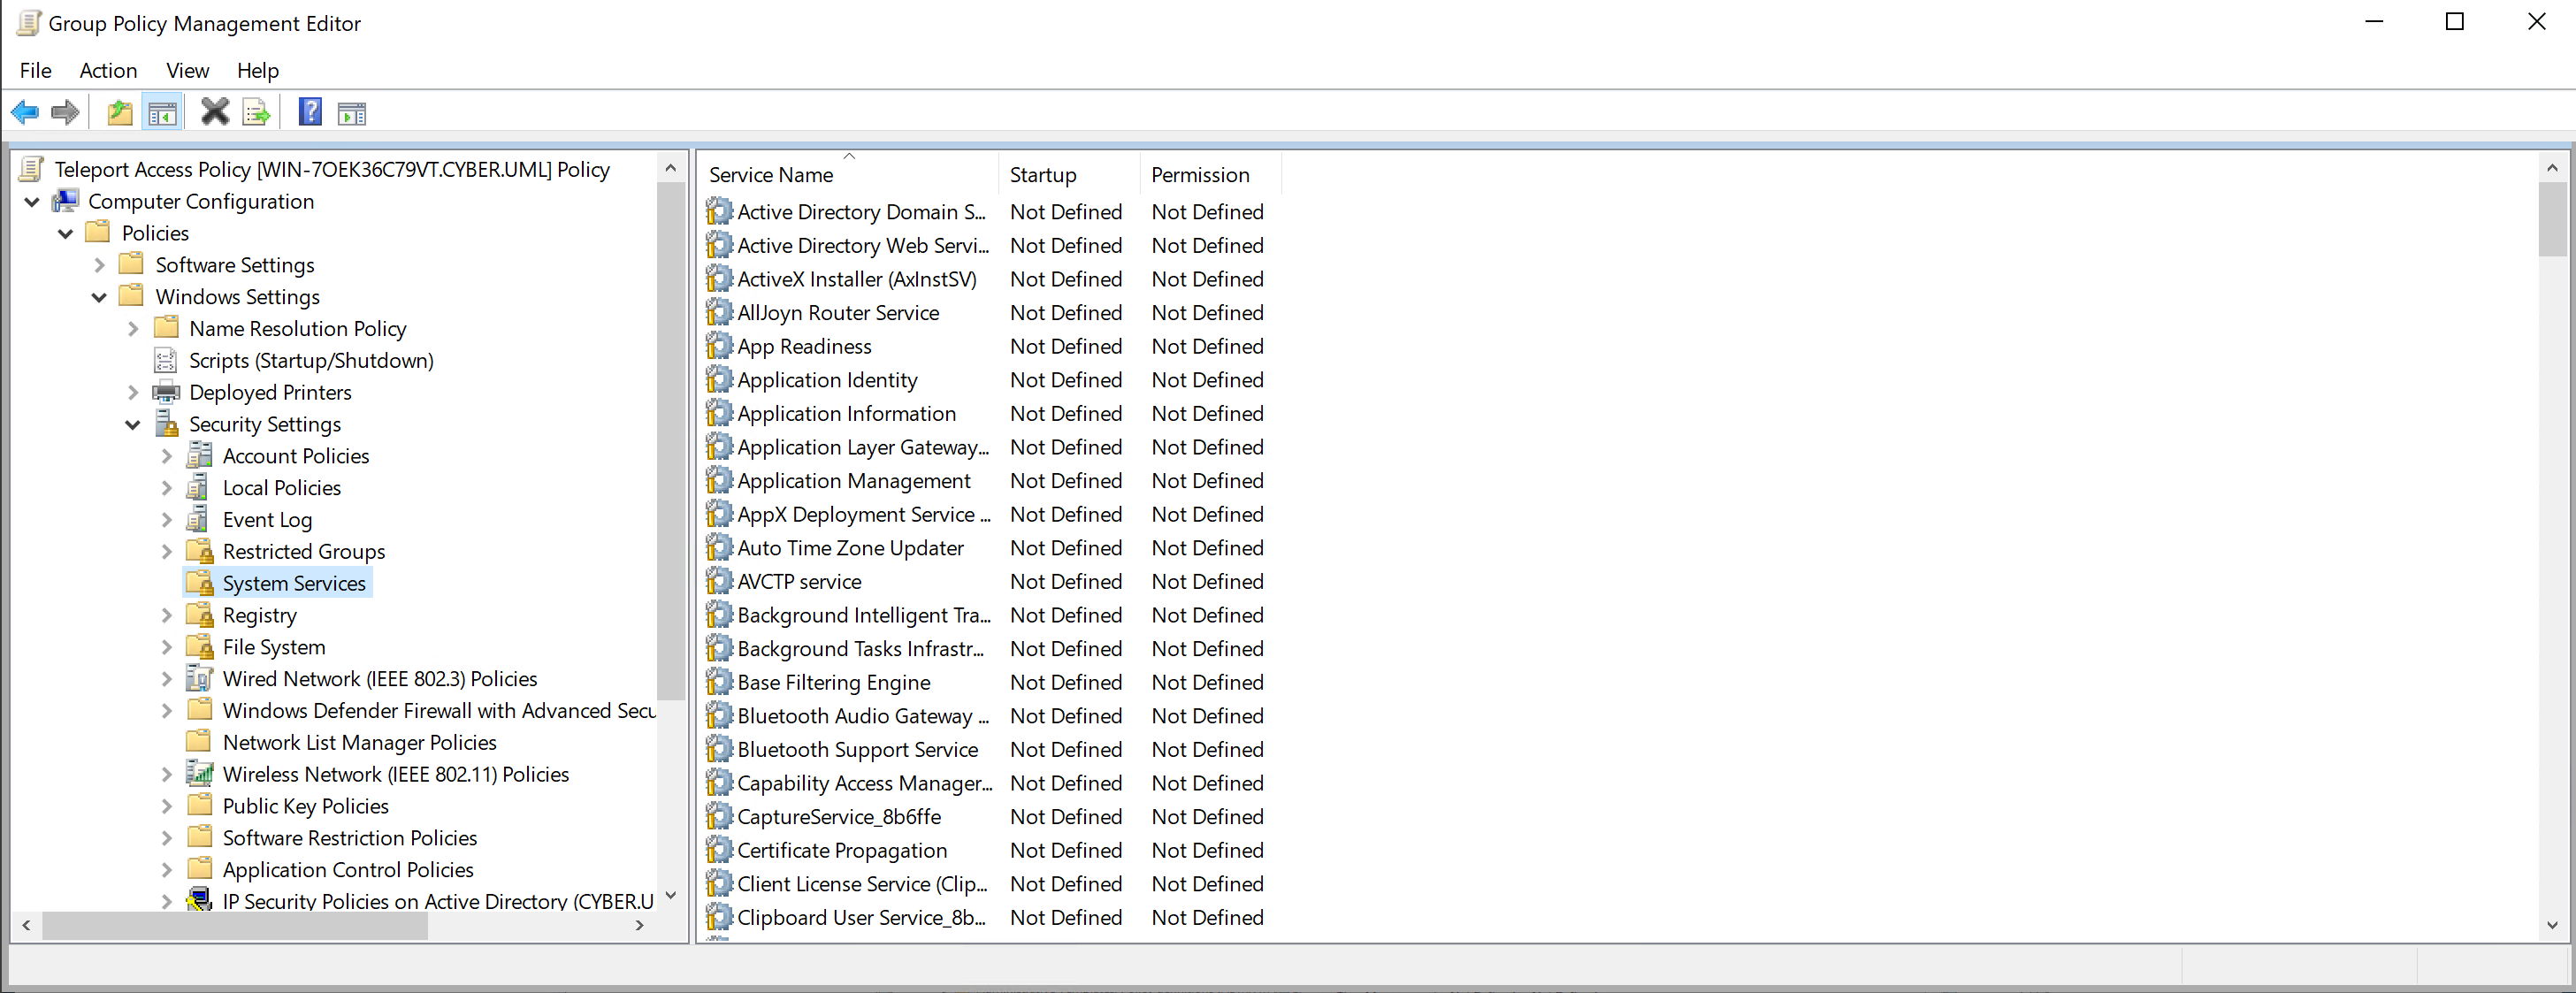 Group Policy Management Editor
File Action View Help
Teleport Access Policy [WIN-7OEK36C79VT.CYBER.UML] Policy
Computer Configuration
Policies
Software Settings
Windows Settings
Name Resolution Policy
Scripts (Startup/Shutdown)
Deployed Printers
Security Settings
Account Policies
Local Policies
Event Log
Restricted Groups
System Services
Registry
File System
Wired Network (IEEE 802.3) Policies
Windows Defender Firewall with Advanced Secu
Network List Manager Policies
Wireless Network (IEEE 802.11) Policies
Public Key Policies
Software Restriction Policies
Application Control Policies
IP Security Policies on Active Directory (CYBER.U
Service Name Startup Permission
Active Directory Domain S... Not Defined Not Defined
Active Directory Web Servi... Not Defined Not Defined
ActiveX Installer (AxInstSV) Not Defined Not Defined
AllJoyn Router Service Not Defined Not Defined
App Readiness Not Defined Not Defined
Application Identity Not Defined Not Defined
Application Information Not Defined Not Defined
Application Layer Gateway... Not Defined Not Defined
Application Management Not Defined Not Defined
AppX Deployment Service ... Not Defined Not Defined
Auto Time Zone Updater Not Defined Not Defined
AVCTP service Not Defined Not Defined
Background Intelligent Tra... Not Defined Not Defined
Background Tasks Infrastr... Not Defined Not Defined
Base Filtering Engine Not Defined Not Defined
Bluetooth Audio Gateway ... Not Defined Not Defined
Bluetooth Support Service Not Defined Not Defined
Capability Access Manager... Not Defined Not Defined
CaptureService_8b6ffe Not Defined Not Defined
Certificate Propagation Not Defined Not Defined
Client License Service (Clip... Not Defined Not Defined
Clipboard User Service_8b... Not Defined Not Defined